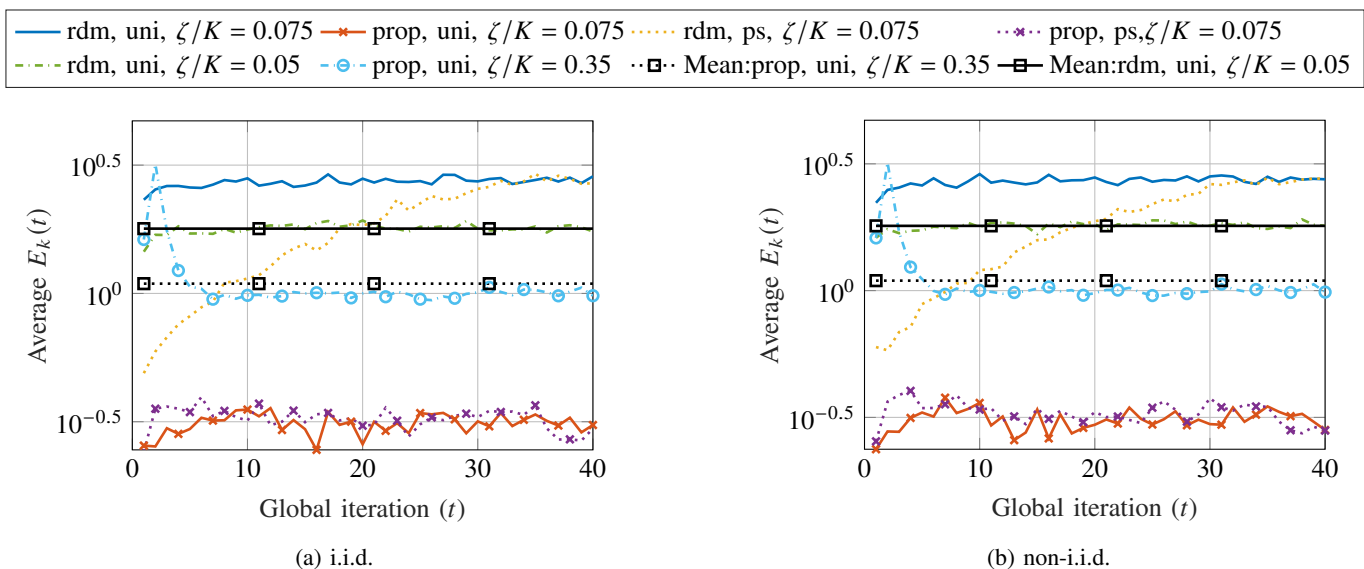 rdm, uni, ζ/K = 0.075 prop, uni, ζ/K = 0.075 rdm, ps, ζ/K = 0.075 prop, ps,ζ/K = 0.075
rdm, uni, ζ/K = 0.05 prop, uni, ζ/K = 0.35 Mean:prop, uni, ζ/K = 0.35 Mean:rdm, uni, ζ/K = 0.05
Average E_k(t)
10^0.5
10^0
10^−0.5
0 10 20 30 40
Global iteration (t)
(a) i.i.d.
Average E_k(t)
10^0.5
10^0
10^−0.5
0 10 20 30 40
Global iteration (t)
(b) non-i.i.d.